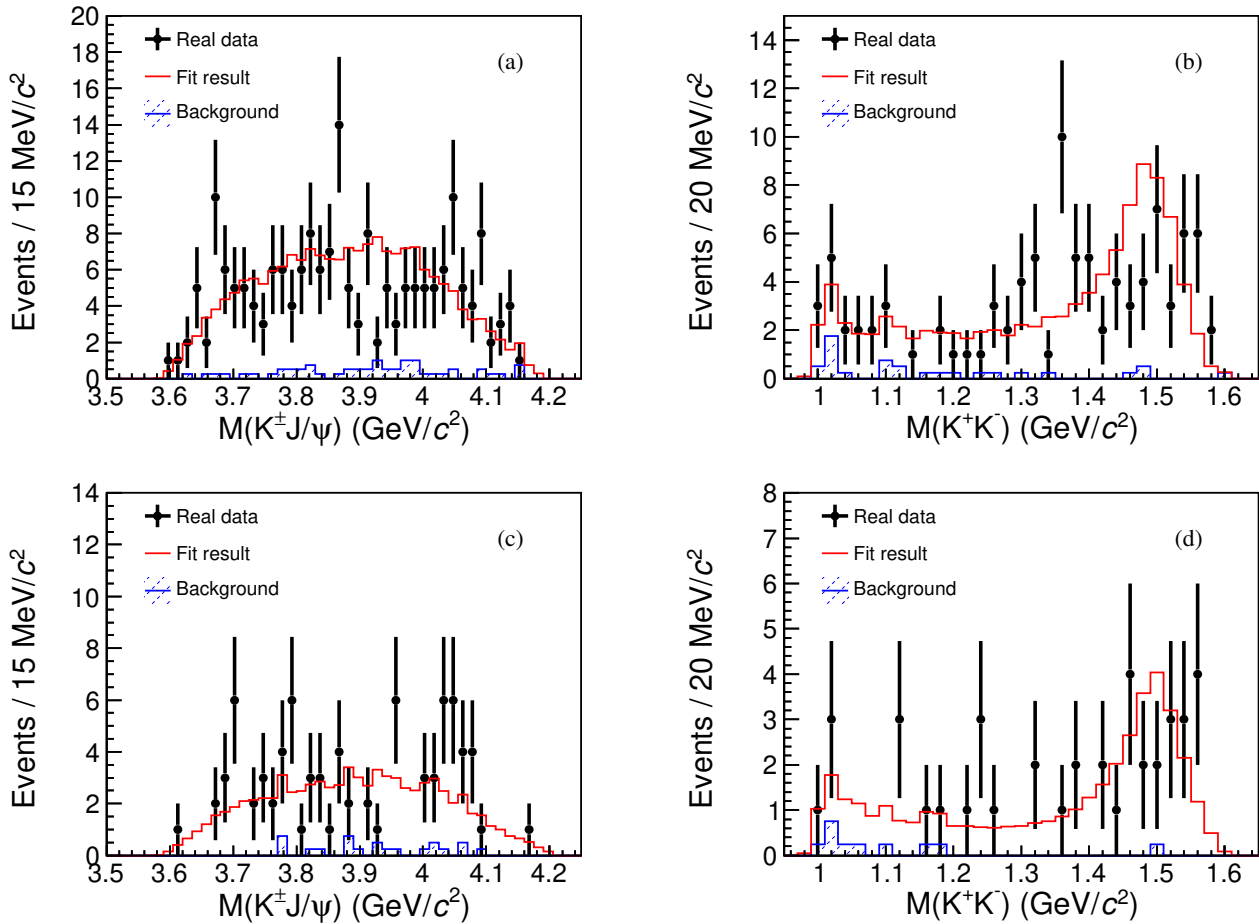 Events / 15 MeV/c²
20
18
16
14
12
10
8
6
4
2
0
Real data
Fit result
Background
(a)
3.5 3.6 3.7 3.8 3.9 4 4.1 4.2
M(K±J/ψ) (GeV/c²)
Events / 20 MeV/c²
14
12
10
8
6
4
2
0
Real data
Fit result
Background
(b)
1 1.1 1.2 1.3 1.4 1.5 1.6
M(K⁺K⁻) (GeV/c²)
Events / 15 MeV/c²
14
12
10
8
6
4
2
0
Real data
Fit result
Background
(c)
3.5 3.6 3.7 3.8 3.9 4 4.1 4.2
M(K±J/ψ) (GeV/c²)
Events / 20 MeV/c²
8
7
6
5
4
3
2
1
0
Real data
Fit result
Background
(d)
1 1.1 1.2 1.3 1.4 1.5 1.6
M(K⁺K⁻) (GeV/c²)